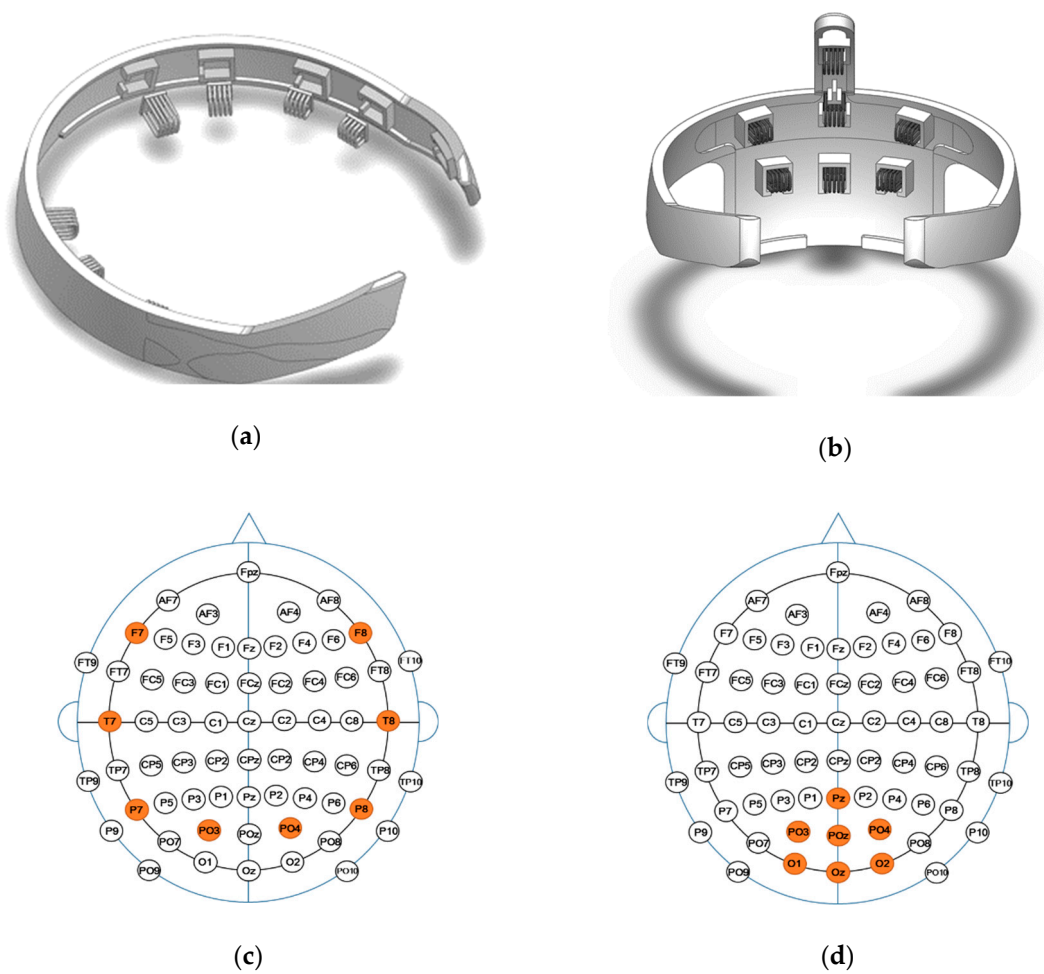 (a)
(b)
Fpz
AF7 AF8
AF3 AF4
F7 F5 F3 F1 Fz F2 F4 F6 F8
FT9 FT7 FC5 FC3 FC1 FCz FC2 FC4 FC6 FT8 FT10
T7 C5 C3 C1 Cz C2 C4 C8 T8
TP9 TP7 CP5 CP3 CP2 CPz CP2 CP4 CP6 TP8 TP10
P7 P5 P3 P1 Pz P2 P4 P6 P8
P9 PO7 PO3 POz PO4 PO8 P10
PO9 O1 Oz O2 PO10
(c)
Fpz
AF7 AF8
AF3 AF4
F7 F5 F3 F1 Fz F2 F4 F6 F8
FT9 FT7 FC5 FC3 FC1 FCz FC2 FC4 FC6 FT8 FT10
T7 C5 C3 C1 Cz C2 C4 C8 T8
TP9 TP7 CP5 CP3 CP2 CPz CP2 CP4 CP6 TP8 TP10
P7 P5 P3 P1 Pz P2 P4 P6 P8
P9 PO7 PO3 POz PO4 PO8 P10
PO9 O1 Oz O2 PO10
(d)